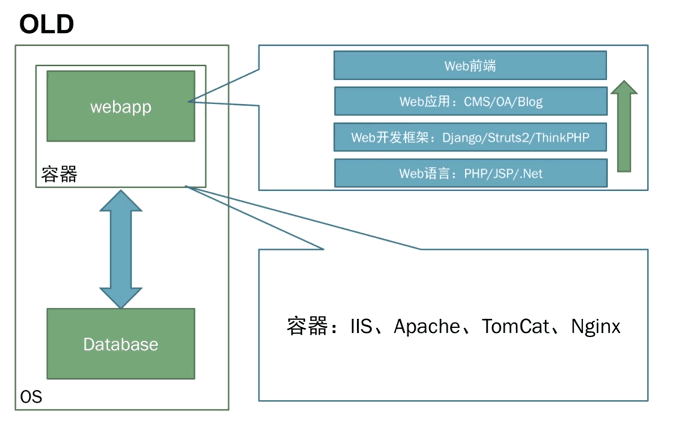 OLD
webapp
容器
Database
OS
Web前端
Web应用：CMS/OA/Blog
Web开发框架：Django/Struts2/ThinkPHP
Web语言：PHP/JSP/.Net
容器：IIS、Apache、TomCat、Nginx